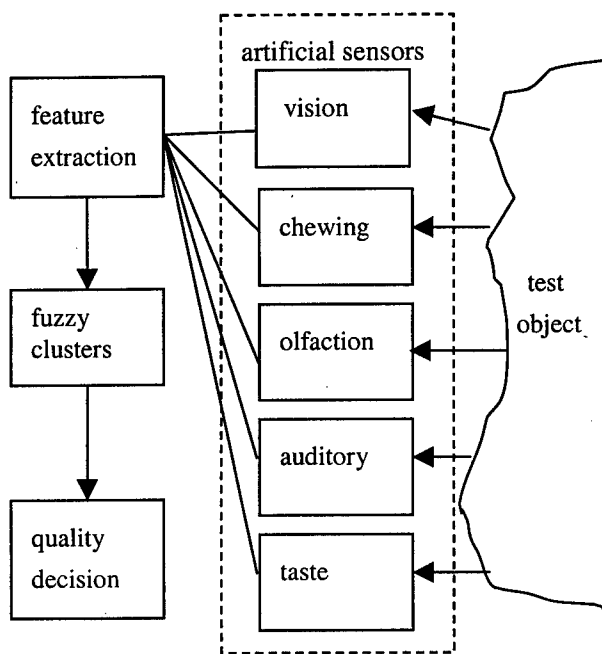 artificial sensors
feature
extraction
vision
chewing
test
object
fuzzy
clusters
olfaction
auditory
quality
decision
taste